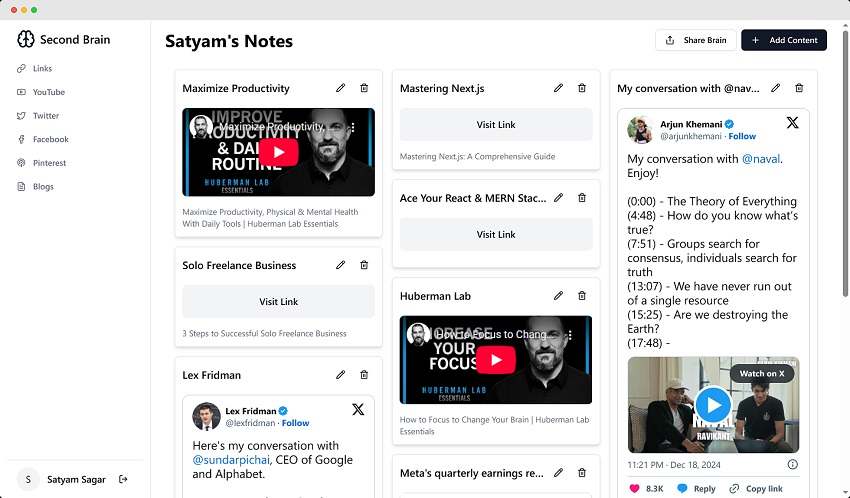 Second Brain
Links
YouTube
Twitter
Facebook
Pinterest
Blogs
S
Satyam Sagar
Satyam's Notes
Share Brain
Add Content
Maximize Productivity
IMPROVE
PRODUCTIVITY
& DAILY
ROUTINE
Maximize Productivity, ...
HUBERMAN LAB
ESSENTIALS
Maximize Productivity, Physical & Mental Health
With Daily Tools | Huberman Lab Essentials
Solo Freelance Business
Visit Link
3 Steps to Successful Solo Freelance Business
Lex Fridman
Lex Fridman
@lexfridman · Follow
Here's my conversation with
@sundarpichai, CEO of Google
and Alphabet.
Mastering Next.js
Visit Link
Mastering Next.js: A Comprehensive Guide
Ace Your React & MERN Stac...
Visit Link
Huberman Lab
INCREASE
YOUR
FOCUS
How to Focus to Chang...
HUBERMAN LAB
ESSENTIALS
How to Focus to Change Your Brain | Huberman Lab
Essentials
Meta's quarterly earnings re...
My conversation with @nav...
Arjun Khemani
@arjunkhemani · Follow
My conversation with @naval.
Enjoy!
(0:00) - The Theory of Everything
(4:48) - How do you know what's
true?
(7:51) - Groups search for
consensus, individuals search for
truth
(13:07) - We have never run out
of a single resource
(15:25) - Are we destroying the
Earth?
(17:48) -
Watch on X
NAVAL
RAVIKANT
11:21 PM · Dec 18, 2024
8.3K
Reply
Copy link